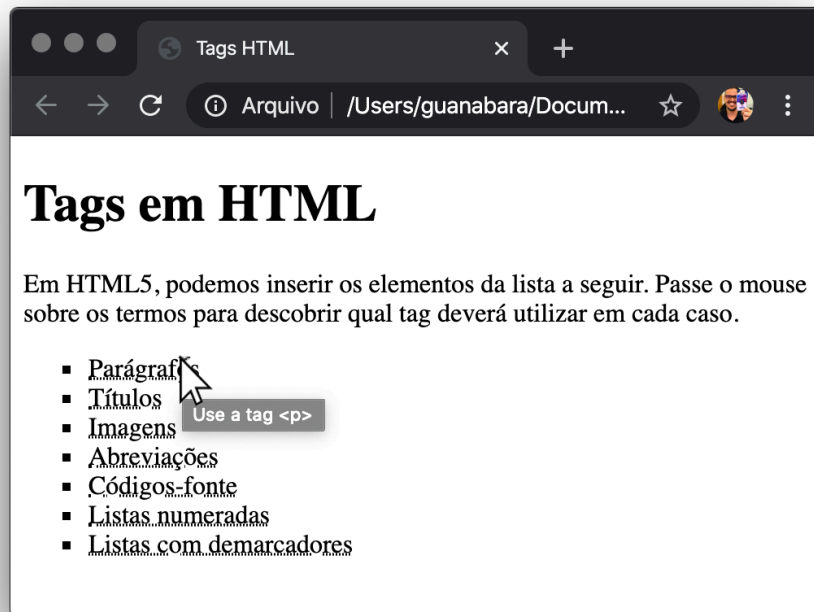 Tags HTML
Arquivo
/Users/guanabara/Docum...
Tags em HTML
Em HTML5, podemos inserir os elementos da lista a seguir. Passe o mouse
sobre os termos para descobrir qual tag deverá utilizar em cada caso.
Parágrafos
Títulos
Use a tag <p>
Imagens
Abreviações
Códigos-fonte
Listas numeradas
Listas com demarcadores